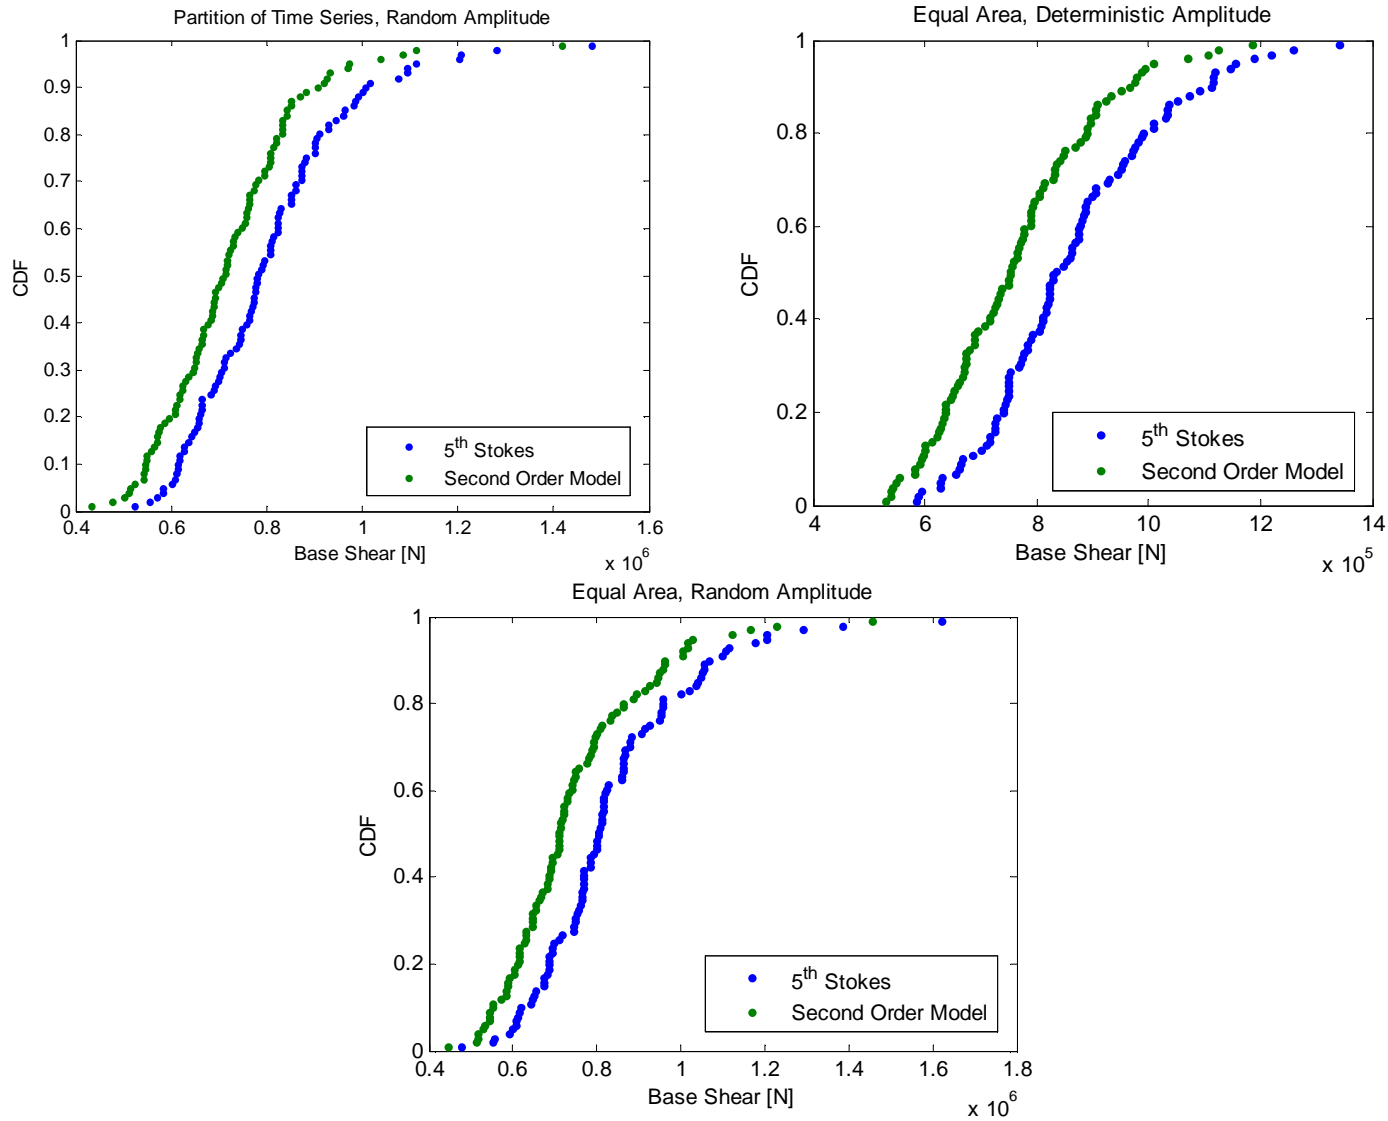 Partition of Time Series, Random Amplitude
1
0.9
0.8
0.7
0.6
0.5
0.4
0.3
0.2
0.1
0
CDF
5th Stokes
Second Order Model
0.4 0.6 0.8 1 1.2 1.4 1.6
Base Shear [N]
x 10^6
Equal Area, Deterministic Amplitude
1
0.8
0.6
0.4
0.2
0
CDF
5th Stokes
Second Order Model
4 6 8 10 12 14
Base Shear [N]
x 10^5
Equal Area, Random Amplitude
1
0.8
0.6
0.4
0.2
0
CDF
5th Stokes
Second Order Model
0.4 0.6 0.8 1 1.2 1.4 1.6 1.8
Base Shear [N]
x 10^6